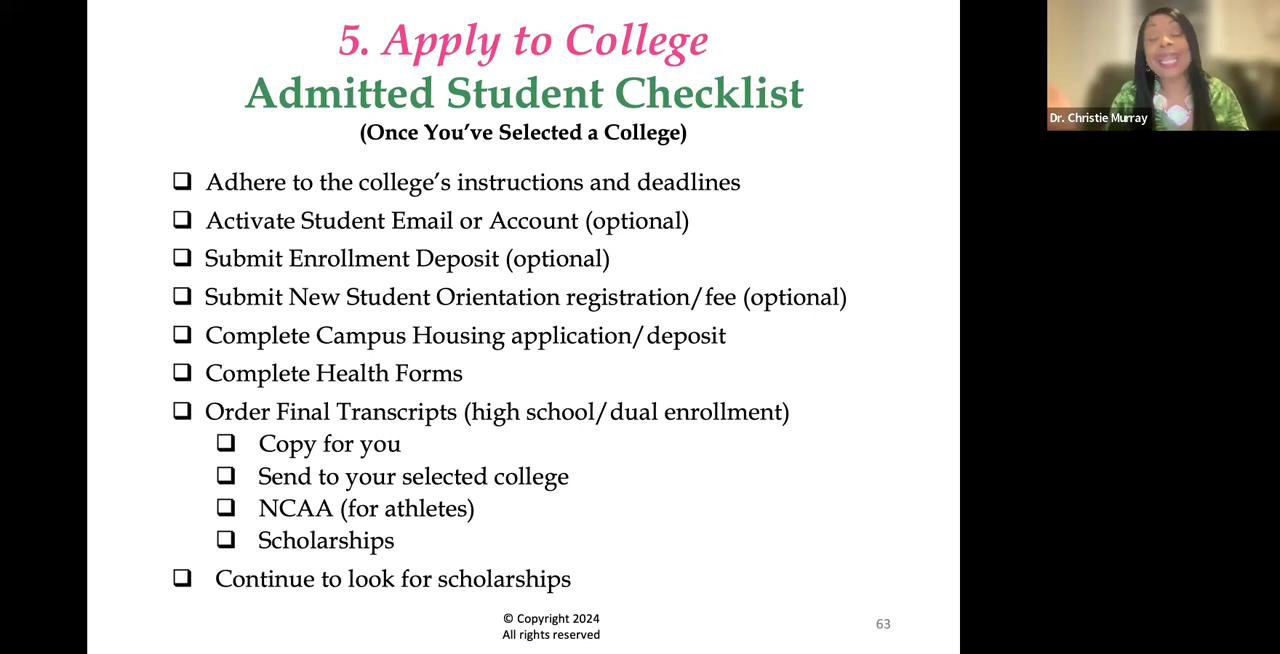 5. Apply to College
Admitted Student Checklist
(Once You've Selected a College)
Adhere to the college's instructions and deadlines
Activate Student Email or Account (optional)
Submit Enrollment Deposit (optional)
Submit New Student Orientation registration/fee (optional)
Complete Campus Housing application/deposit
Complete Health Forms
Order Final Transcripts (high school/dual enrollment)
Copy for you
Send to your selected college
NCAA (for athletes)
Scholarships
Continue to look for scholarships
© Copyright 2024
All rights reserved
63
Dr. Christie Murray